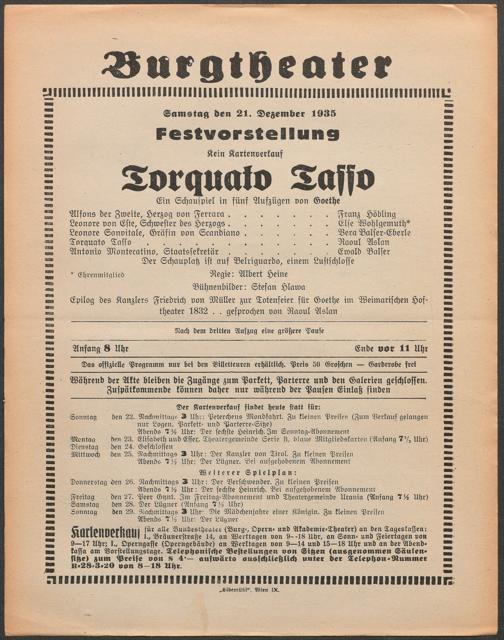 Burgtheater
Samstag den 21. Dezember 1935
Festvorstellung
Kein Kartenverkauf
Torquato Tasso
Ein Schauspiel in fünf Aufzügen von Goethe
Alfons der Zweite, Herzog von Ferrara . . . . . . . Franz Höbling
Leonore von Este, Schwester des Herzogs . . . . . . . Else Wohlgemuth*
Leonore Sanvitale, Gräfin von Scandiano . . . . . . . Vera Balser-Eberle
Torquato Tasso . . . . . . . . . . . Raoul Aslan
Antonio Montecatino, Staatssekretär . . . . . . . Ewald Balser
Der Schauplatz ist auf Belriguardo, einem Lustschlosse
* Ehrenmitglied
Regie: Albert Heine
Bühnenbilder: Stefan Hlawa
Epilog des Kanzlers Friedrich von Müller zur Totenfeier für Goethe im Weimarischen Hof-
theater 1832 . . gesprochen von Raoul Aslan
Nach dem dritten Aufzug eine größere Pause
Anfang 8 Uhr
Ende vor 11 Uhr
Das offizielle Programm nur bei den Billetteuren erhältlich. Preis 50 Groschen — Garderobe frei
Während der Akte bleiben die Zugänge zum Parkett, Parterre und den Galerien geschlossen.
Zuspätkommende können daher nur während der Pausen Einlaß finden
Der Kartenverkauf findet heute statt für:
Sonntag den 22. Nachmittags 3 Uhr: Peterchens Mondfahrt. Zu kleinen Preisen (Zum Verkauf gelangen
nur Logen, Parkett- und Parterre-Sitze)
Abends 7½ Uhr: Der sechste Heinrich. Im Sonntag-Abonnement
Montag den 23. Elisabeth und Essex. Theatergemeinde Serie B, blaue Mitgliedskarten (Anfang 7½ Uhr)
Dienstag den 24. Geschlossen
Mittwoch den 25. Nachmittags 3 Uhr: Der Kanzler von Tirol. Zu kleinen Preisen
Abends 7½ Uhr: Der Lügner. Bei aufgehobenem Abonnement
Weiterer Spielplan:
Donnerstag den 26. Nachmittags 3 Uhr: Der Verschwender. Zu kleinen Preisen
Abends 7½ Uhr: Der sechste Heinrich. Bei aufgehobenem Abonnement
Freitag den 27. Peer Gynt. Im Freitag-Abonnement und Theatergemeinde Urania (Anfang 7½ Uhr)
Samstag den 28. Der Lügner (Anfang 7½ Uhr)
Sonntag den 29. Nachmittags 3 Uhr: Die Mädchenjahre einer Königin. Zu kleinen Preisen
Abends 7½ Uhr: Der Lügner
Kartenverkauf für alle Bundestheater (Burg-, Opern- und Akademie-Theater) an den Tageskassen:
I., Bräunerstraße 14, an Werktagen von 9—18 Uhr, an Sonn- und Feiertagen von
9—17 Uhr; I., Operngasse (Operngebäude) an Werktagen von 9—14 und 15—18 Uhr und an der Abend-
kassa am Vorstellungstage. Telephonische Bestellungen von Sitzen (ausgenommen Säulen-
sitze) zum Preise von S 4·— aufwärts ausschließlich unter der Telephon-Nummer
R-28-3-20 von 8—18 Uhr.
„Elbemühl“, Wien IX.